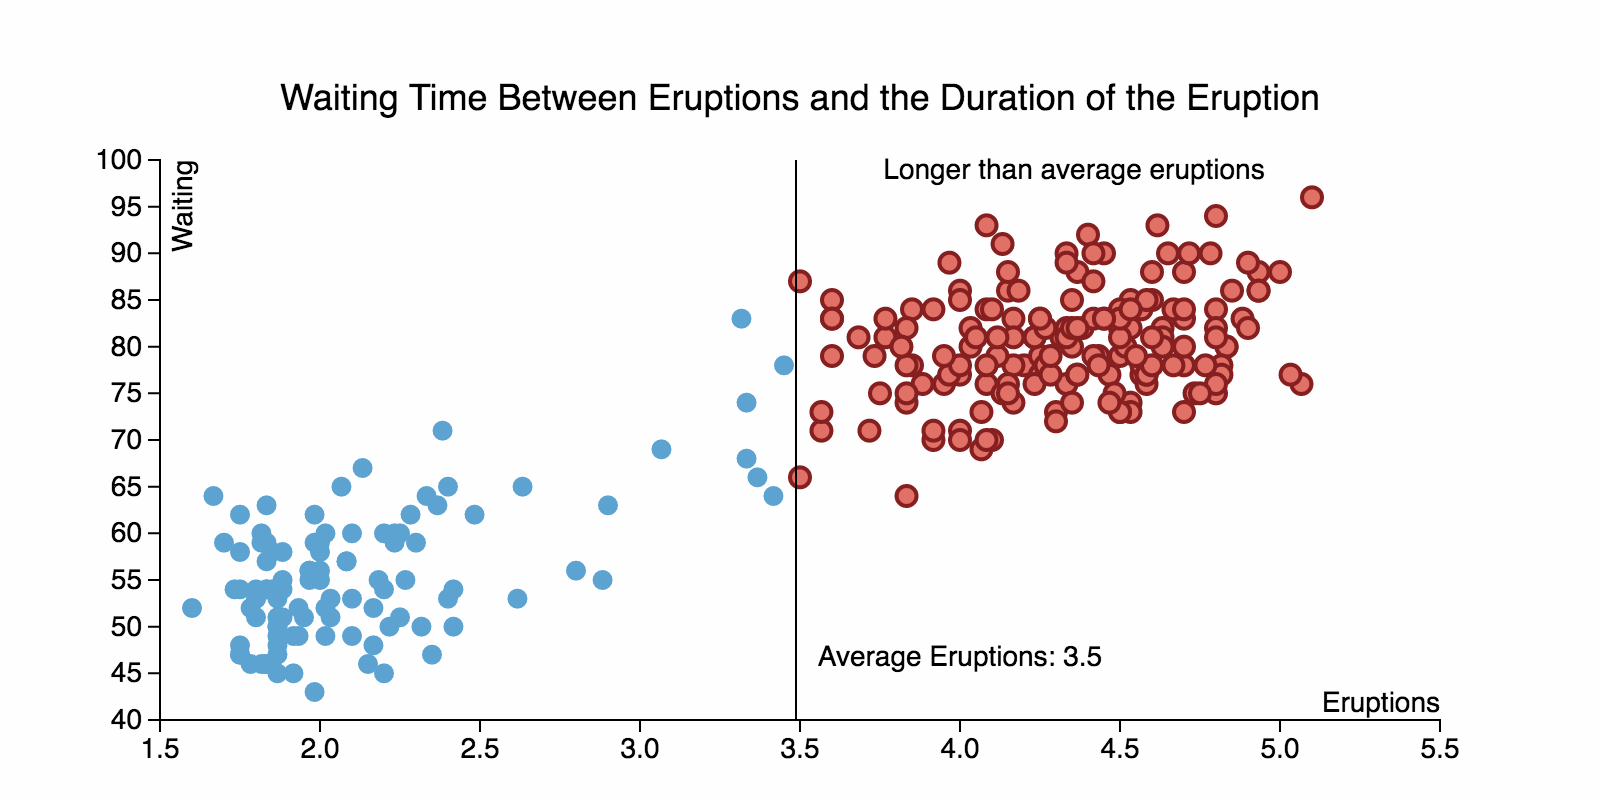 Waiting Time Between Eruptions and the Duration of the Eruption
100
95
90
85
80
75
70
65
60
55
50
45
40
Waiting
Longer than average eruptions
Average Eruptions: 3.5
Eruptions
1.5 2.0 2.5 3.0 3.5 4.0 4.5 5.0 5.5